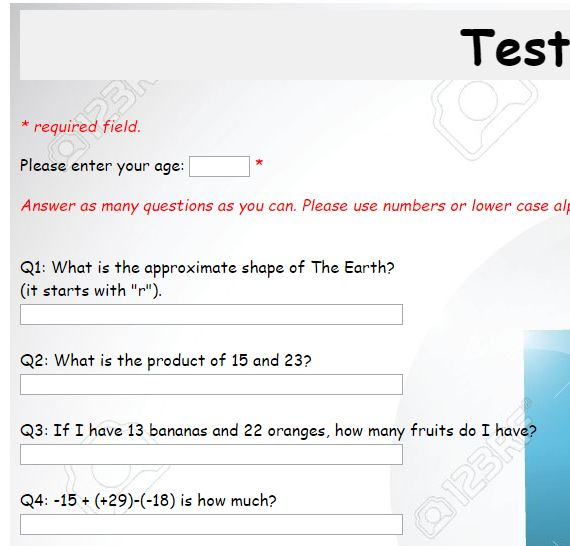 Test
* required field.
Please enter your age: *
Answer as many questions as you can. Please use numbers or lower case alp
Q1: What is the approximate shape of The Earth?
(it starts with "r").
Q2: What is the product of 15 and 23?
Q3: If I have 13 bananas and 22 oranges, how many fruits do I have?
Q4: -15 + (+29)-(-18) is how much?
123RF
123RF